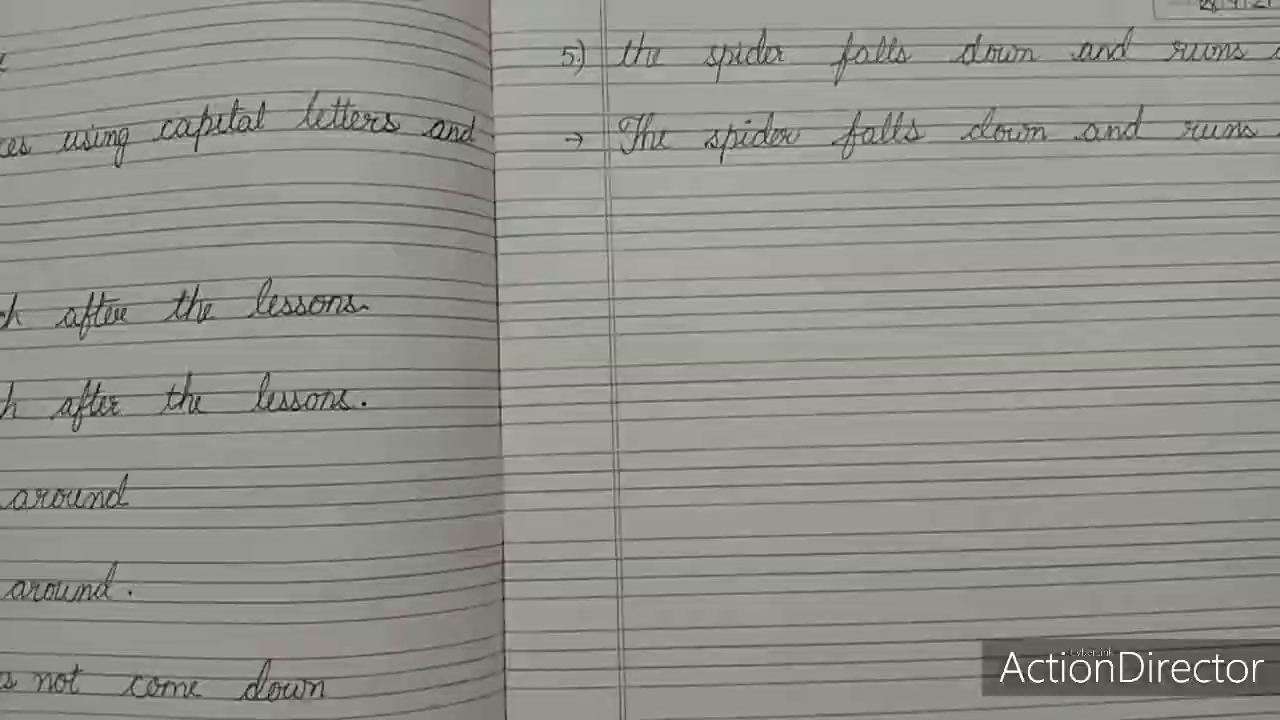 using capital letters and
after the lessons.
after the lessons.
around
around.
not come down
5.) the spider falls down and runs
→ The spider falls down and runs
CyberLink
ActionDirector